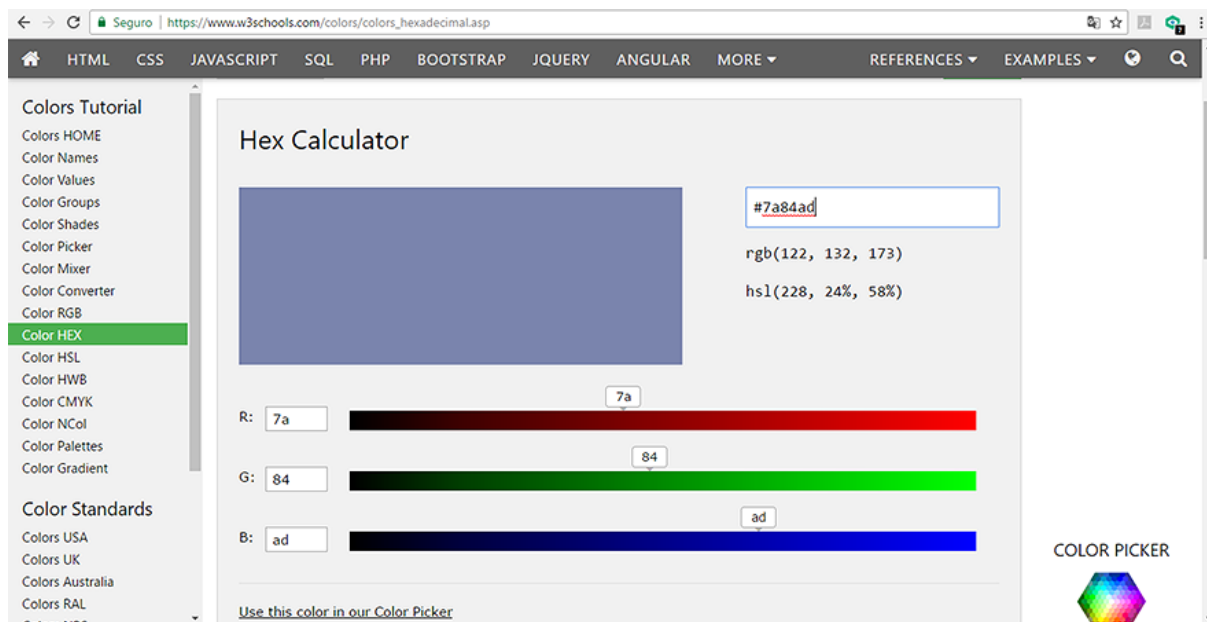 Seguro | https://www.w3schools.com/colors/colors_hexadecimal.asp
HTML CSS JAVASCRIPT SQL PHP BOOTSTRAP JQUERY ANGULAR MORE REFERENCES EXAMPLES
Colors Tutorial
Colors HOME
Color Names
Color Values
Color Groups
Color Shades
Color Picker
Color Mixer
Color Converter
Color RGB
Color HEX
Color HSL
Color HWB
Color CMYK
Color NCol
Color Palettes
Color Gradient
Color Standards
Colors USA
Colors UK
Colors Australia
Colors RAL
Hex Calculator
#7a84ad
rgb(122, 132, 173)
hsl(228, 24%, 58%)
7a
R: 7a
84
G: 84
ad
B: ad
Use this color in our Color Picker
COLOR PICKER